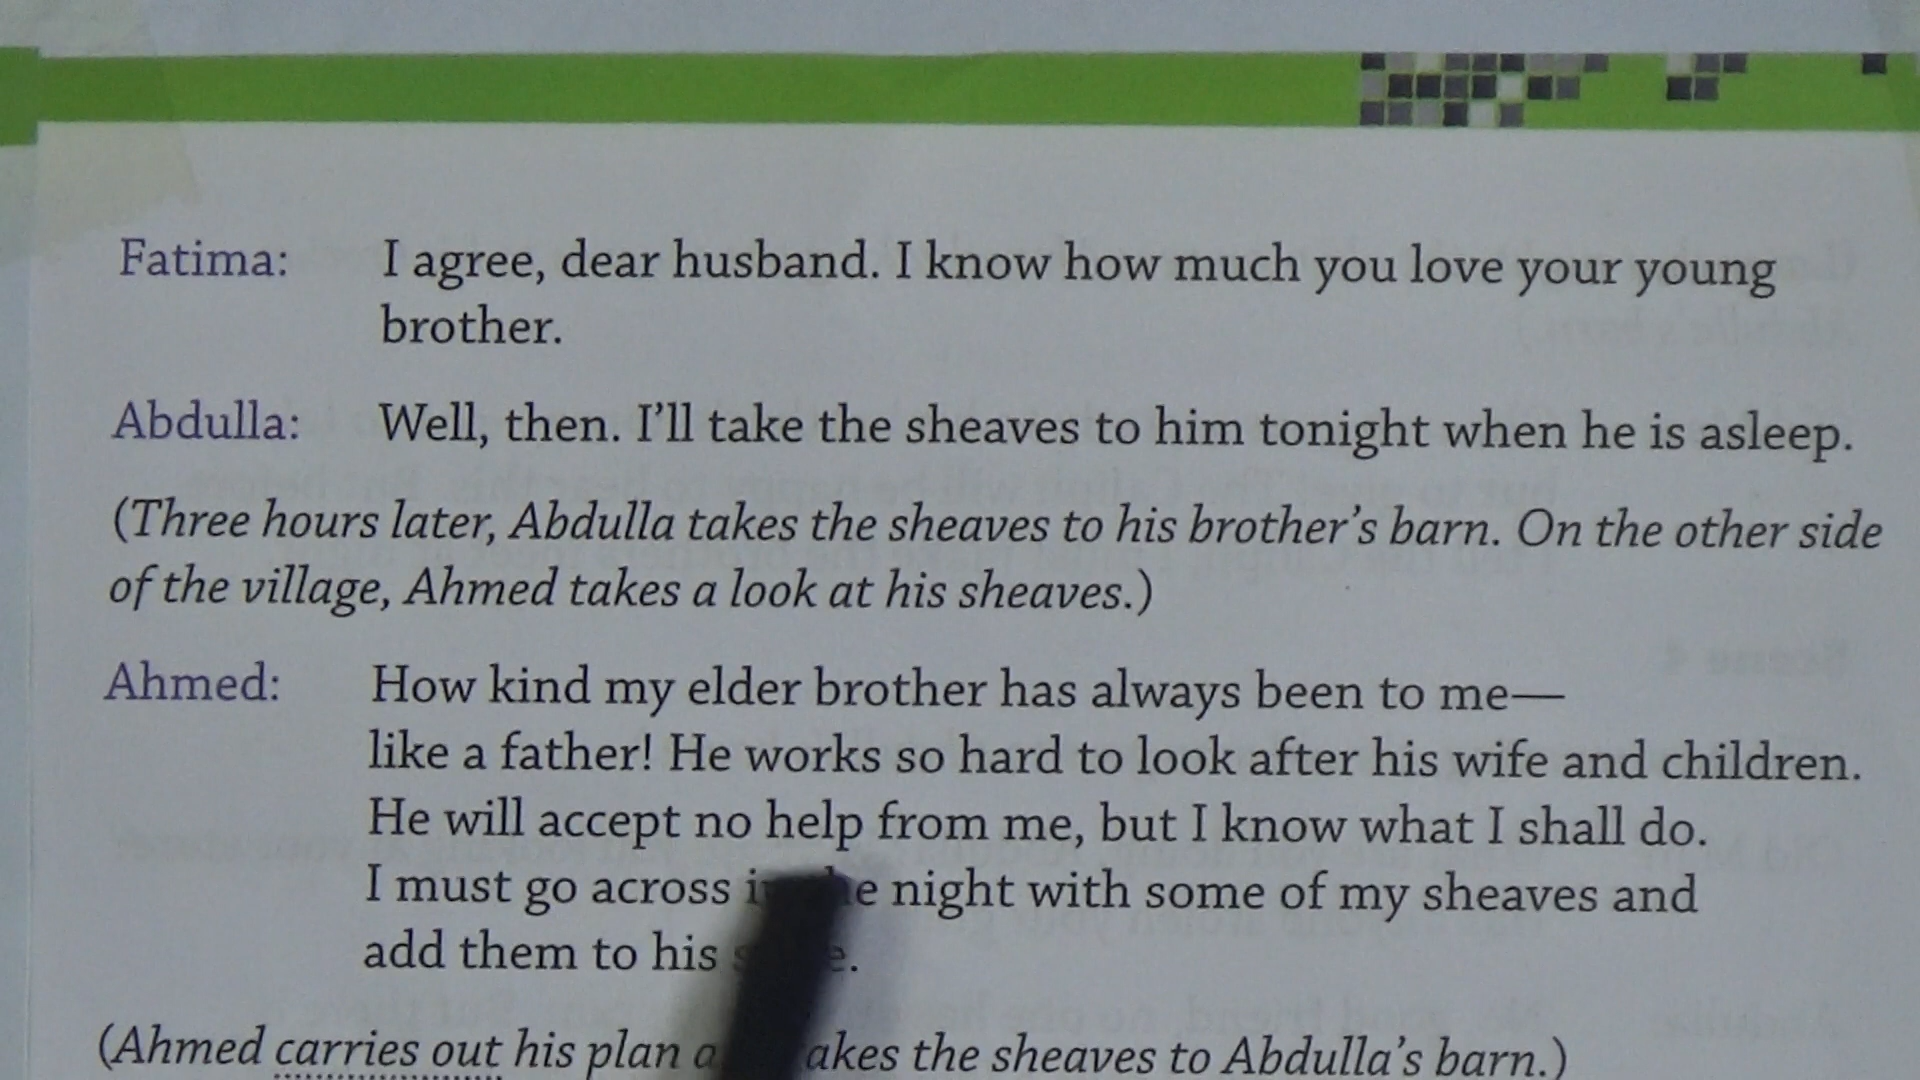 Fatima: I agree, dear husband. I know how much you love your young
brother.
Abdulla: Well, then. I'll take the sheaves to him tonight when he is asleep.
(Three hours later, Abdulla takes the sheaves to his brother's barn. On the other side
of the village, Ahmed takes a look at his sheaves.)
Ahmed: How kind my elder brother has always been to me—
like a father! He works so hard to look after his wife and children.
He will accept no help from me, but I know what I shall do.
I must go across night with some of my sheaves and
add them to his
(Ahmed carries out his plan the sheaves to Abdulla's barn.)